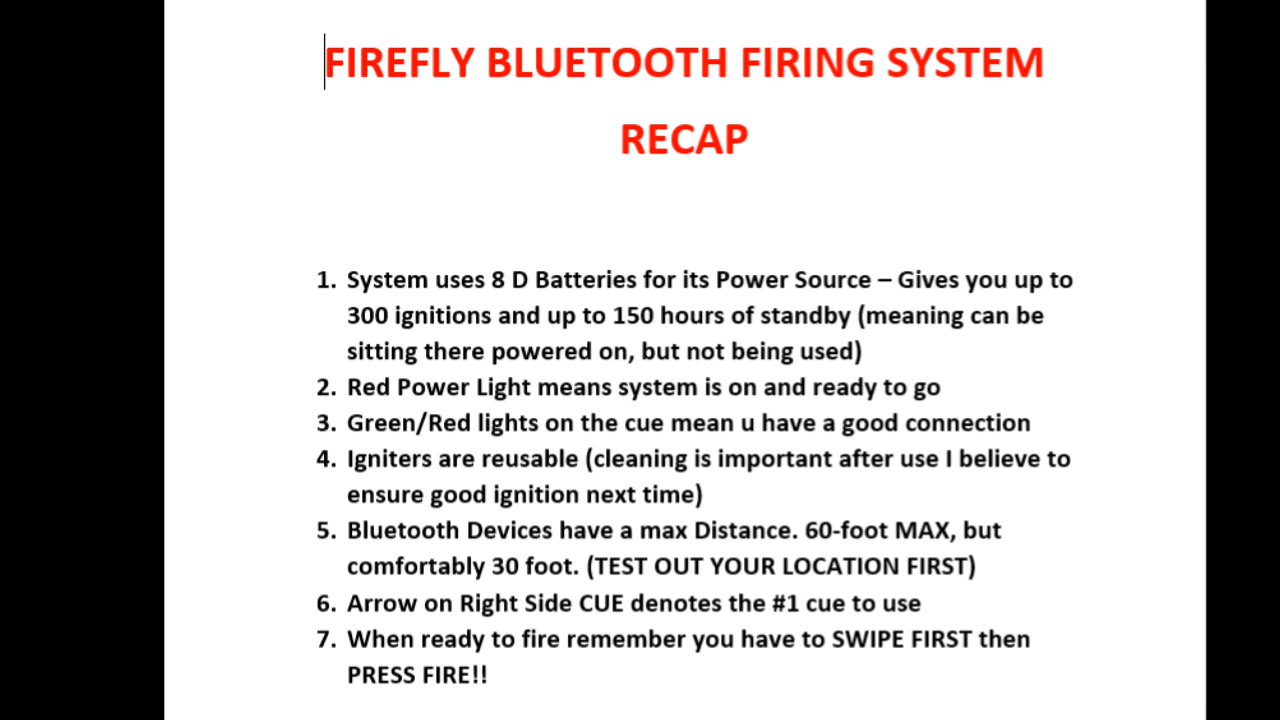 FIREFLY BLUETOOTH FIRING SYSTEM
RECAP
1. System uses 8 D Batteries for its Power Source – Gives you up to
300 ignitions and up to 150 hours of standby (meaning can be
sitting there powered on, but not being used)
2. Red Power Light means system is on and ready to go
3. Green/Red lights on the cue mean u have a good connection
4. Igniters are reusable (cleaning is important after use I believe to
ensure good ignition next time)
5. Bluetooth Devices have a max Distance. 60-foot MAX, but
comfortably 30 foot. (TEST OUT YOUR LOCATION FIRST)
6. Arrow on Right Side CUE denotes the #1 cue to use
7. When ready to fire remember you have to SWIPE FIRST then
PRESS FIRE!!